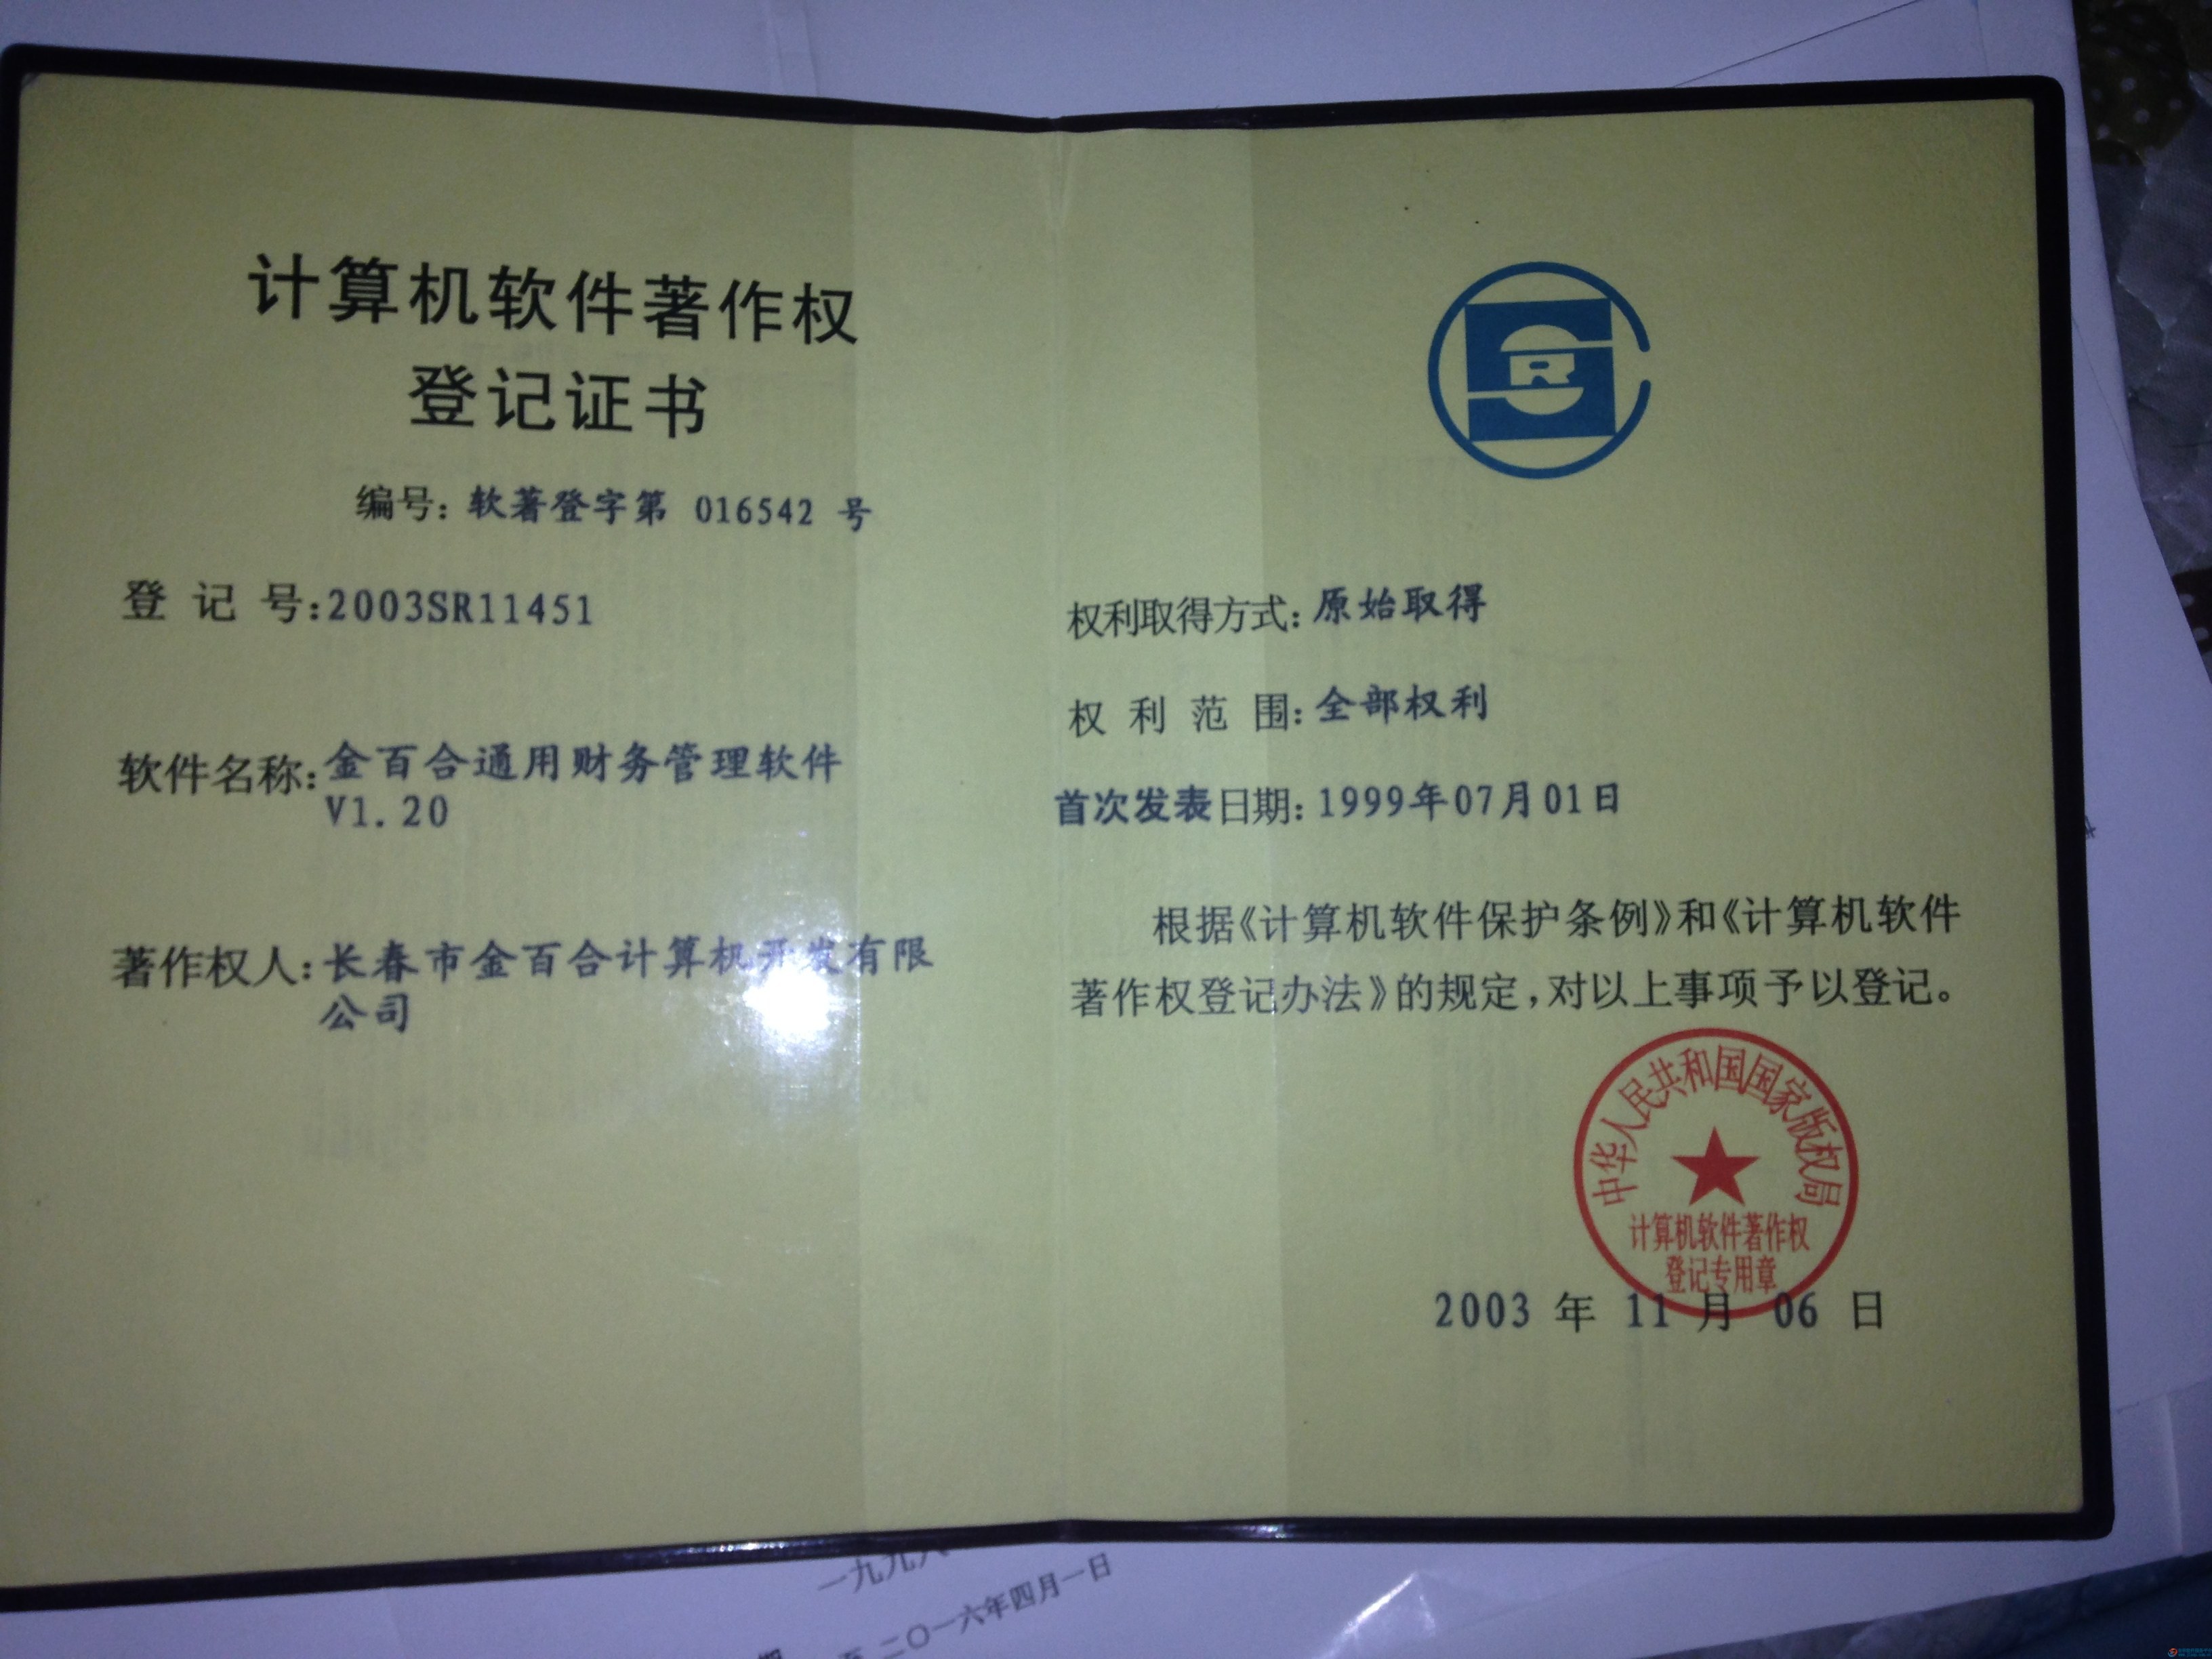 计算机软件著作权
登记证书
编号: 软著登字第 016542 号
登 记 号:2003SR11451
软件名称:金百合通用财务管理软件
V1.20
著作权人:长春市金百合计算机开发有限
公司
SR
权利取得方式:原始取得
权 利 范 围:全部权利
首次发表日期:1999年07月01日
根据《计算机软件保护条例》和《计算机软件
著作权登记办法》的规定,对以上事项予以登记。
中华人民共和国国家版权局
计算机软件著作权
登记专用章
2003 年 11 月 06 日
一九九八
至二〇一六年四月一日